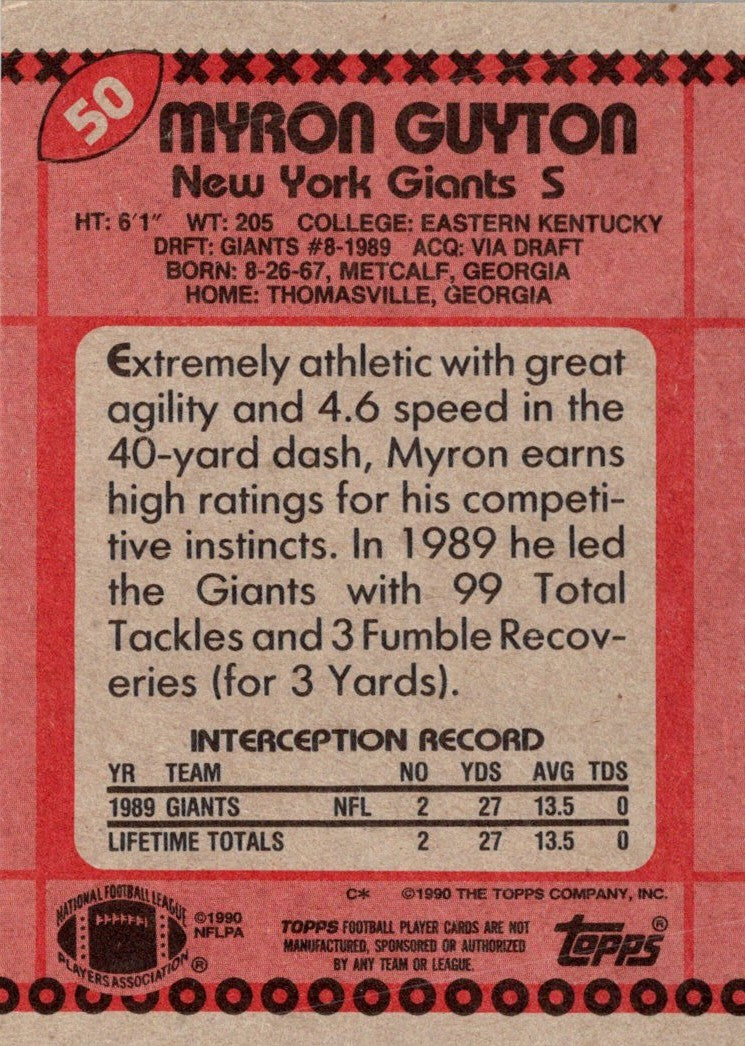 50
MYRON GUYTON
New York Giants S
HT: 6'1" WT: 205 COLLEGE: EASTERN KENTUCKY
DRFT: GIANTS #8-1989 ACQ: VIA DRAFT
BORN: 8-26-67, METCALF, GEORGIA
HOME: THOMASVILLE, GEORGIA
Extremely athletic with great
agility and 4.6 speed in the
40-yard dash, Myron earns
high ratings for his competi-
tive instincts. In 1989 he led
the Giants with 99 Total
Tackles and 3 Fumble Recov-
eries (for 3 Yards).
INTERCEPTION RECORD
YR TEAM NO YDS AVG TDS
1989 GIANTS NFL 2 27 13.5 0
LIFETIME TOTALS 2 27 13.5 0
C* ©1990 THE TOPPS COMPANY, INC.
NATIONAL FOOTBALL LEAGUE
PLAYERS ASSOCIATION ®
©1990
NFLPA
TOPPS FOOTBALL PLAYER CARDS ARE NOT
MANUFACTURED, SPONSORED OR AUTHORIZED
BY ANY TEAM OR LEAGUE.
topps®